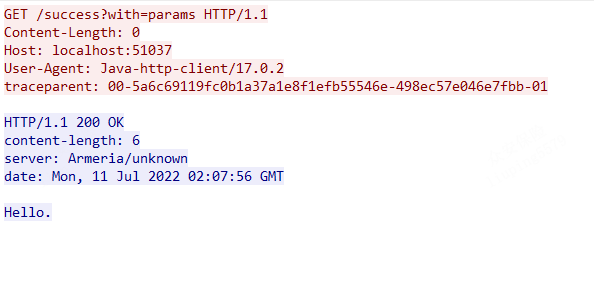 GET /success?with=params HTTP/1.1
Content-Length: 0
Host: localhost:51037
User-Agent: Java-http-client/17.0.2
traceparent: 00-5a6c69119fc0b1a37a1e8f1efb55546e-498ec57e046e7fbb-01
HTTP/1.1 200 OK
content-length: 6
server: Armeria/unknown
date: Mon, 11 Jul 2022 02:07:56 GMT
Hello.